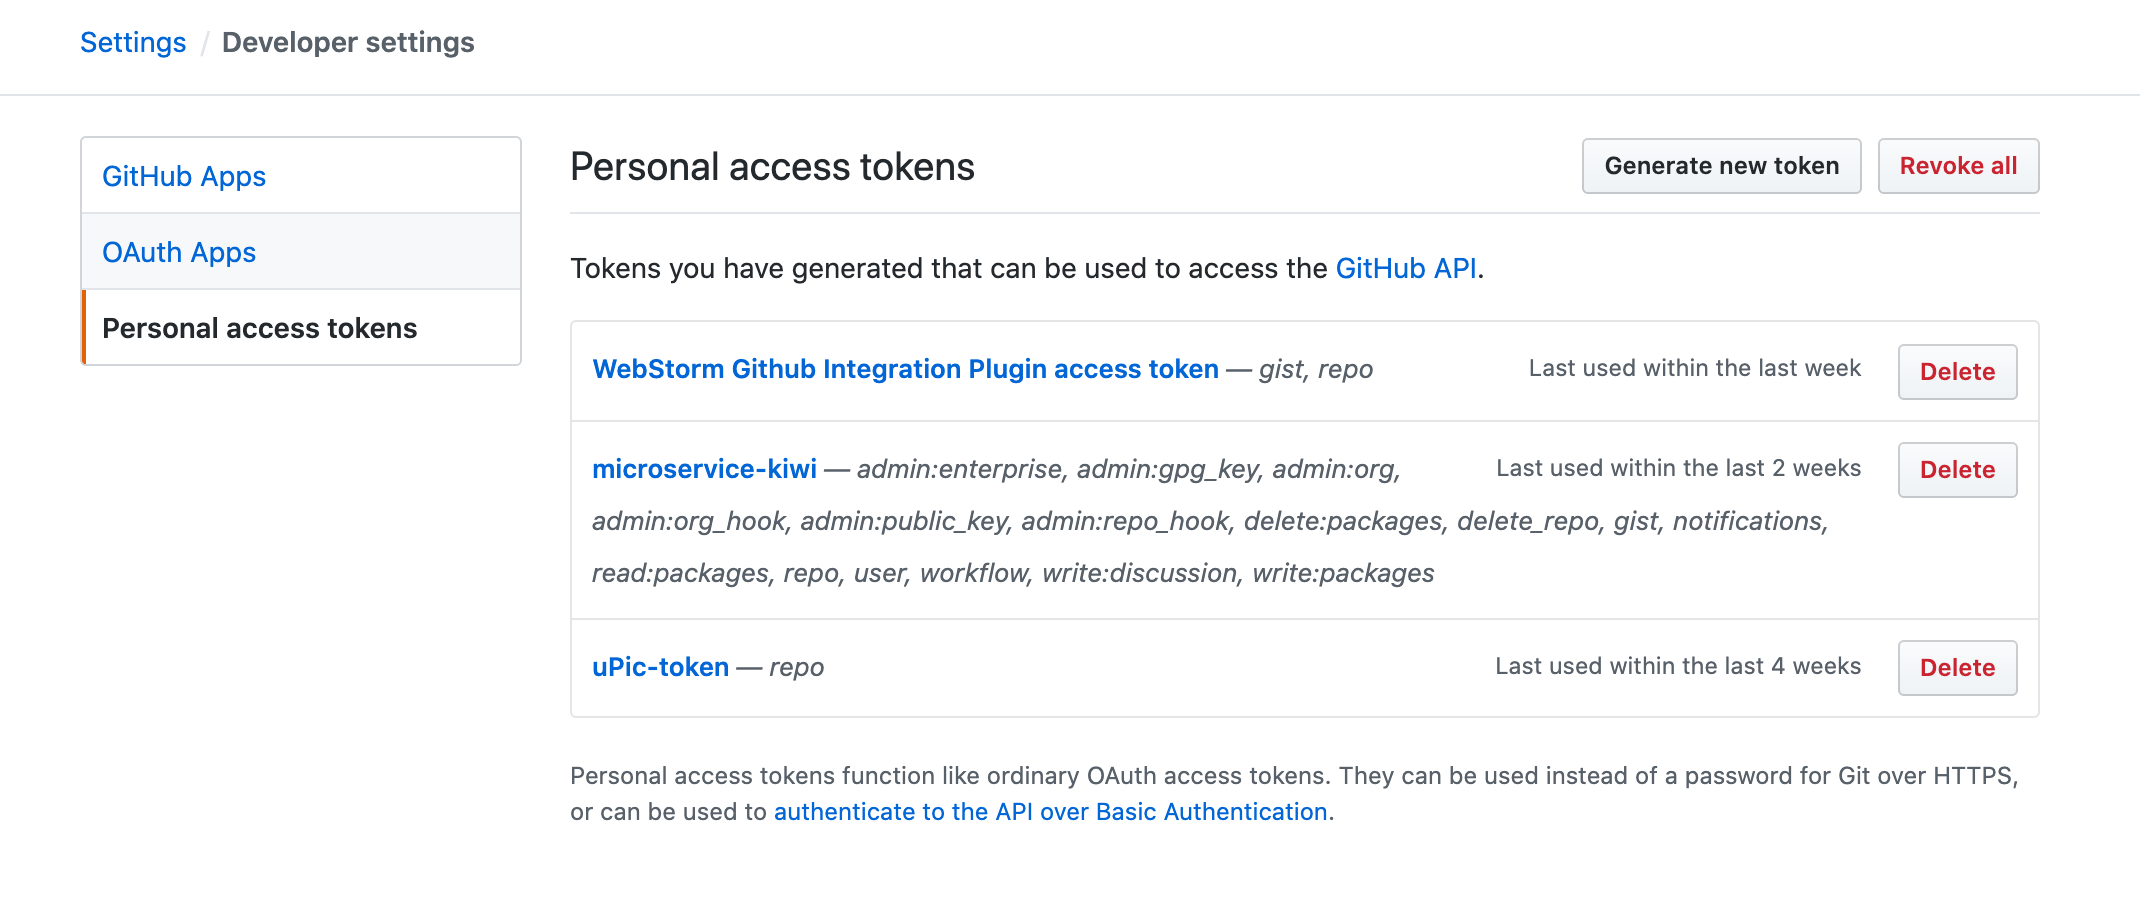 Settings / Developer settings
GitHub Apps
OAuth Apps
Personal access tokens
Personal access tokens
Generate new token
Revoke all
Tokens you have generated that can be used to access the GitHub API.
WebStorm Github Integration Plugin access token — gist, repo
Last used within the last week
Delete
microservice-kiwi — admin:enterprise, admin:gpg_key, admin:org,
admin:org_hook, admin:public_key, admin:repo_hook, delete:packages, delete_repo, gist, notifications,
read:packages, repo, user, workflow, write:discussion, write:packages
Last used within the last 2 weeks
Delete
uPic-token — repo
Last used within the last 4 weeks
Delete
Personal access tokens function like ordinary OAuth access tokens. They can be used instead of a password for Git over HTTPS,
or can be used to authenticate to the API over Basic Authentication.